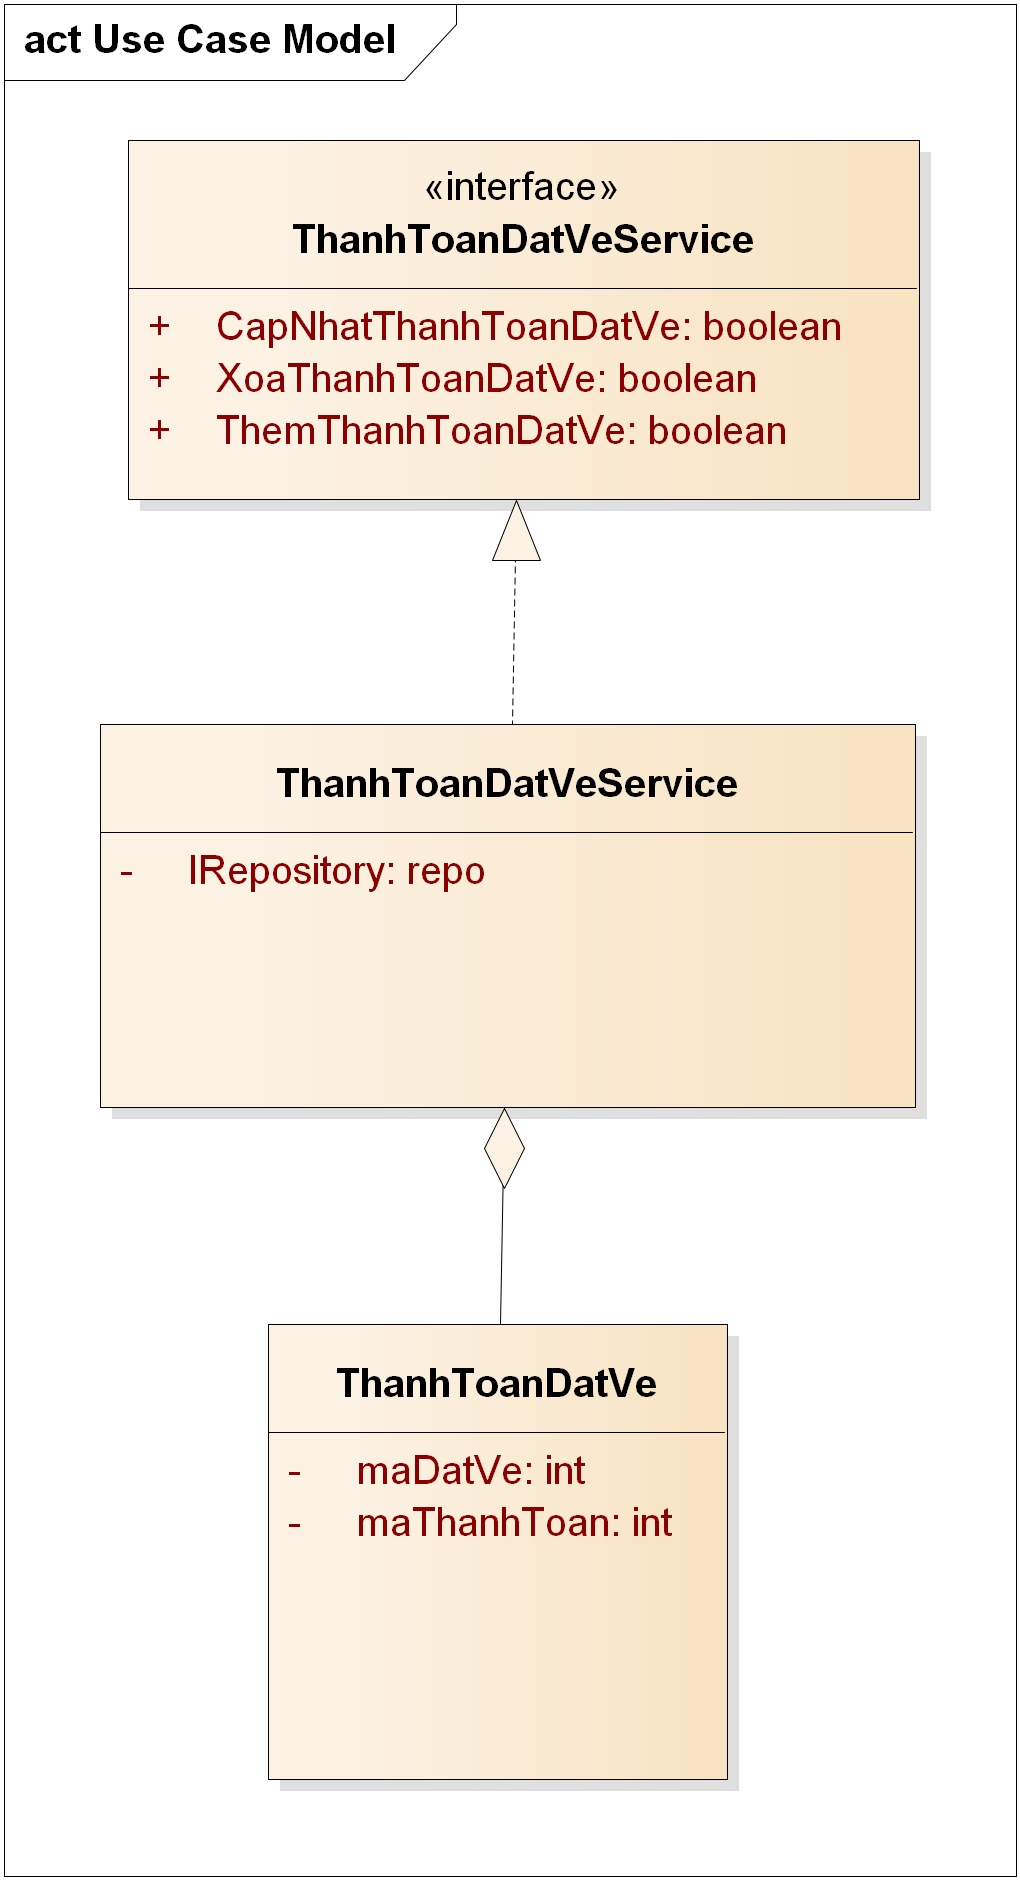 act Use Case Model
«interface»
ThanhToanDatVeService
+ CapNhatThanhToanDatVe: boolean
+ XoaThanhToanDatVe: boolean
+ ThemThanhToanDatVe: boolean
ThanhToanDatVeService
- IRepository: repo
ThanhToanDatVe
- maDatVe: int
- maThanhToan: int